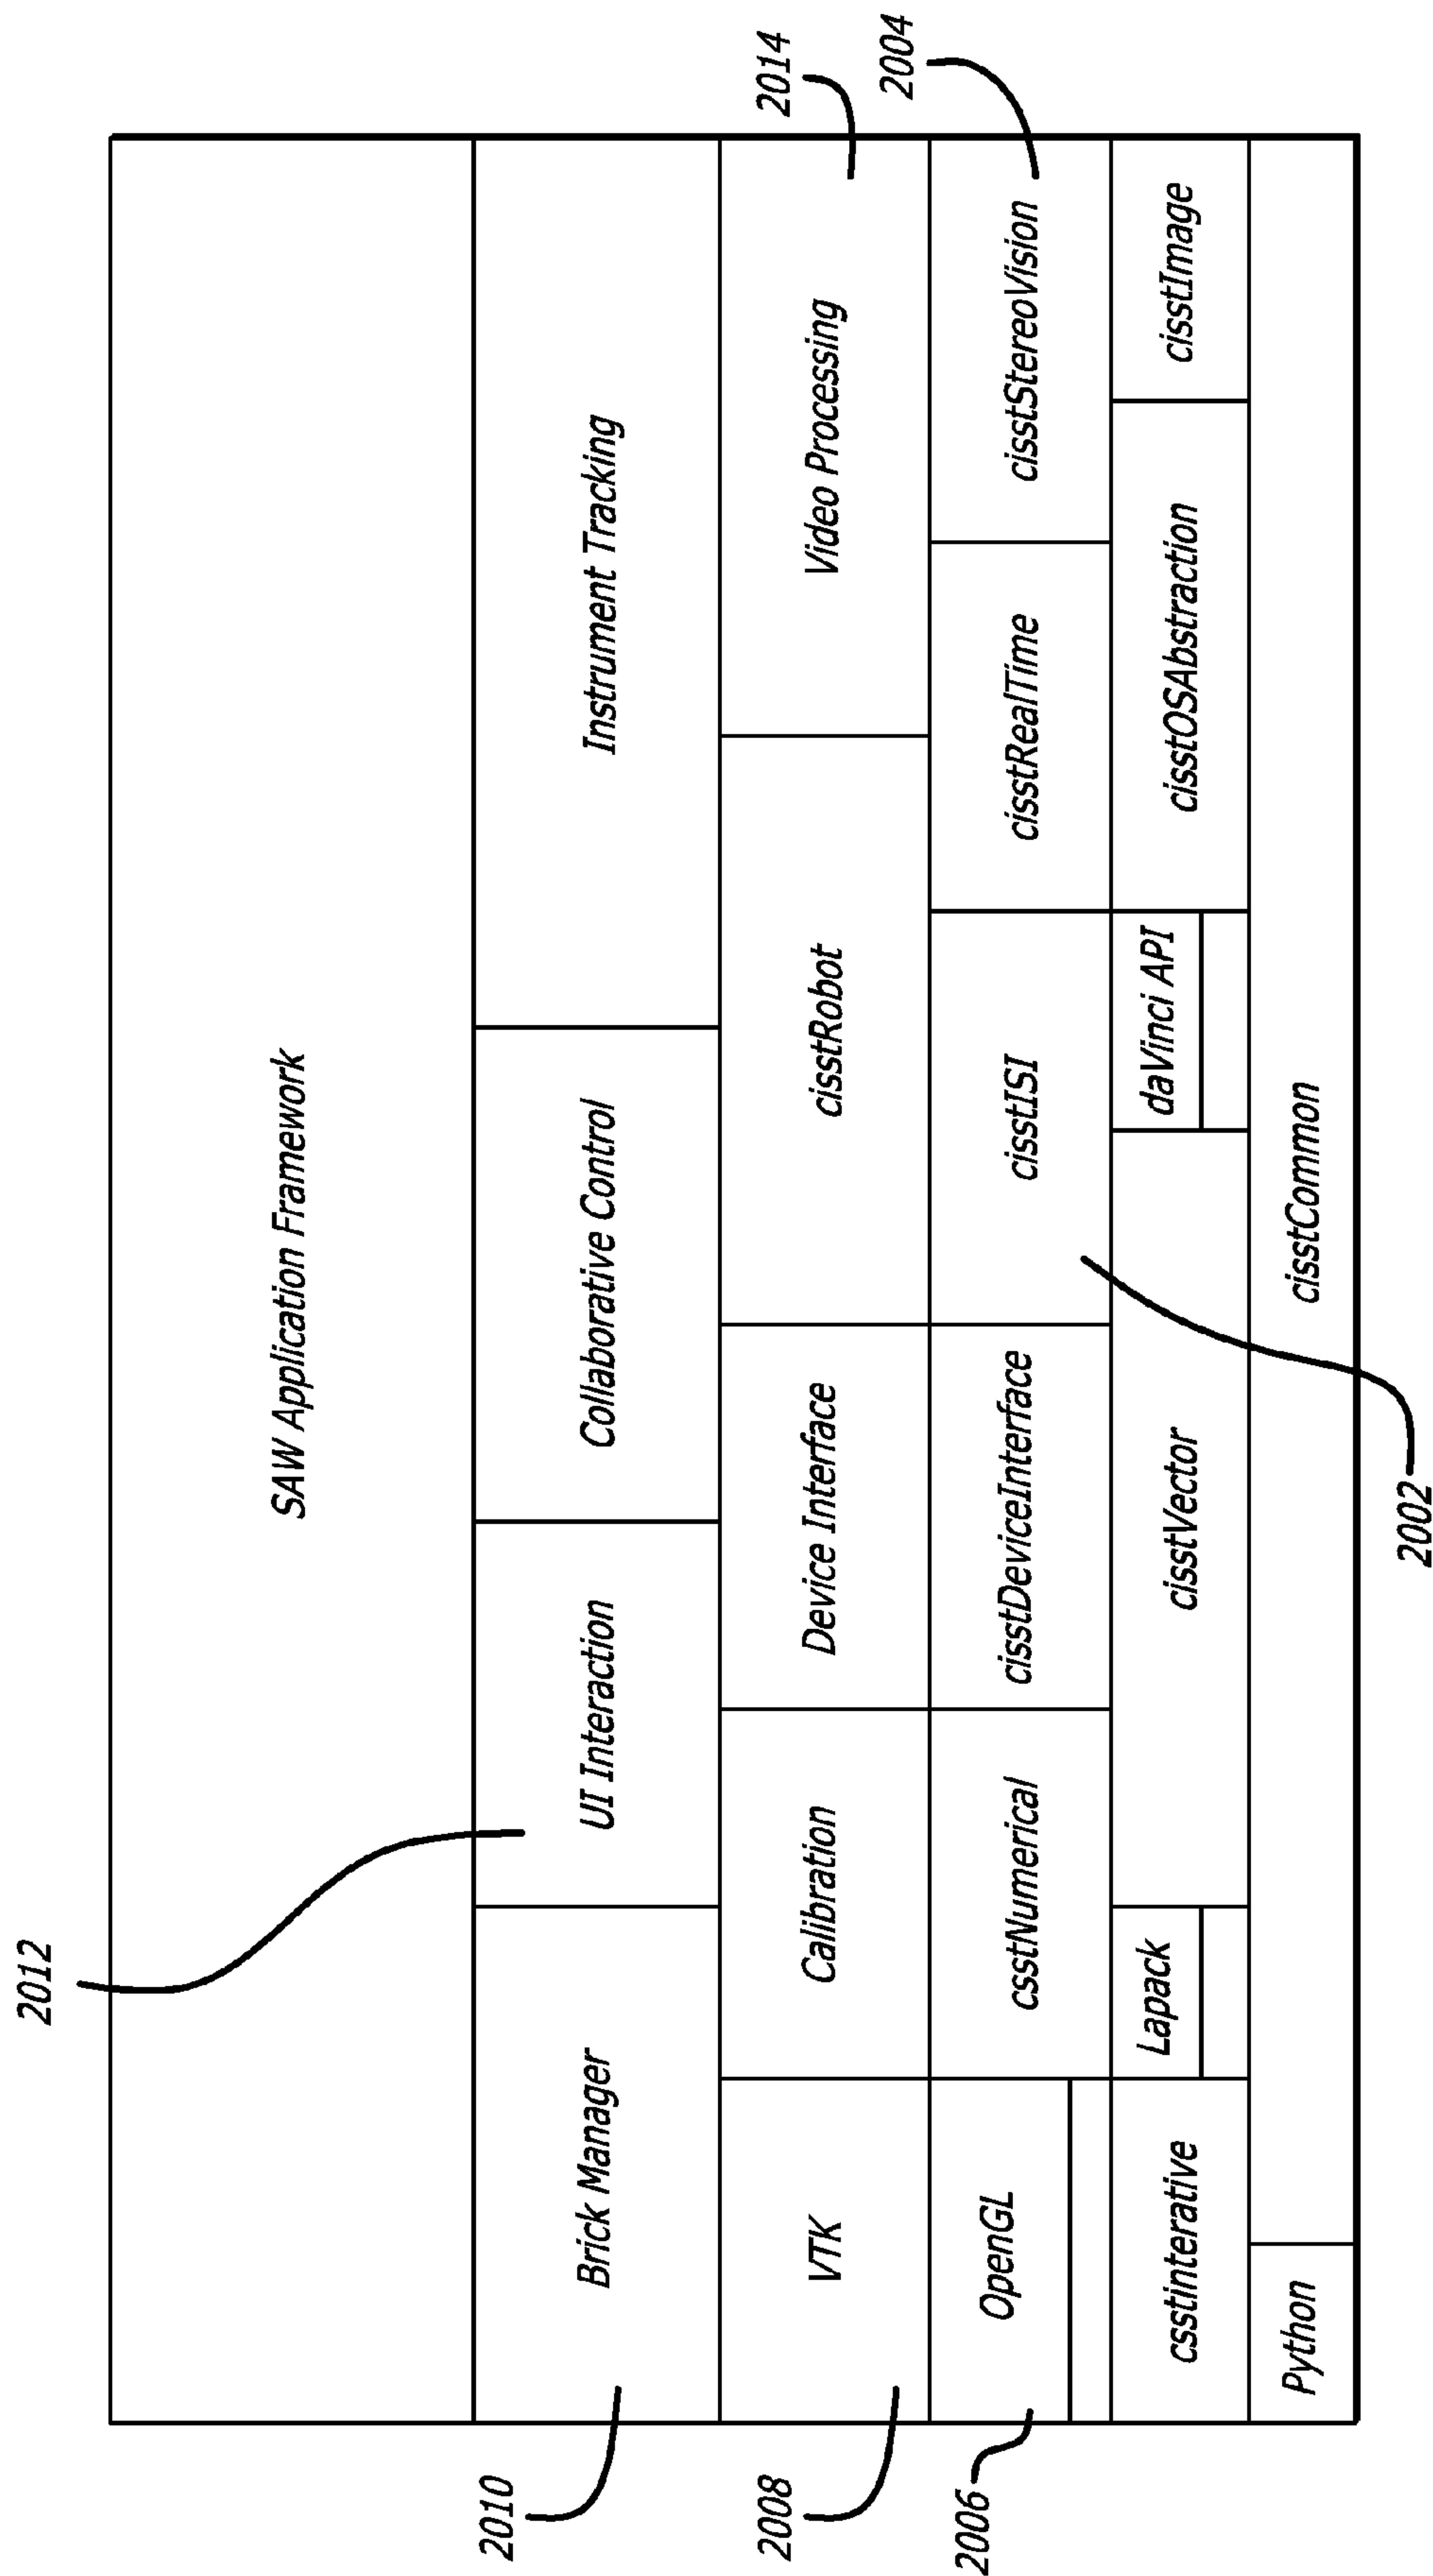 SAW Application Framework
2012
2010
Brick Manager
UI Interaction
Collaborative Control
Instrument Tracking
2008
VTK
Calibration
Device Interface
cisstRobot
Video Processing
2014
2006
OpenGL
csstNumerical
cisstDeviceInterface
cisstISI
cisstRealTime
cisstStereoVision
2004
csstinterative
Lapack
cisstVector
daVinci API
cisstOSAbstraction
cisstImage
Python
cisstCommon
2002